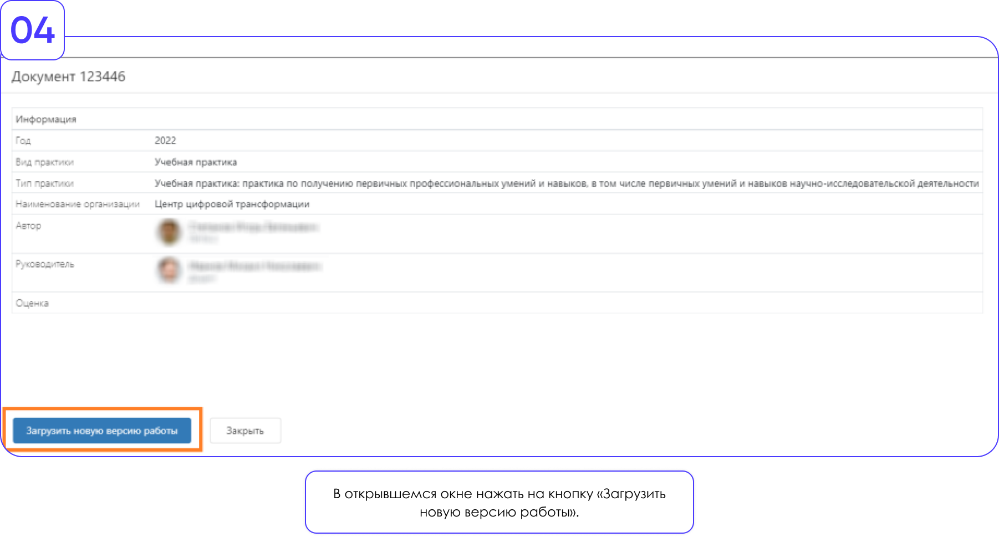 04
Документ 123446
Информация
Год 2022
Вид практики Учебная практика
Тип практики Учебная практика: практика по получению первичных профессиональных умений и навыков, в том числе первичных умений и навыков научно-исследовательской деятельности
Наименование организации Центр цифровой трансформации
Автор
Руководитель
Оценка
Загрузить новую версию работы Закрыть
В открывшемся окне нажать на кнопку «Загрузить
новую версию работы».